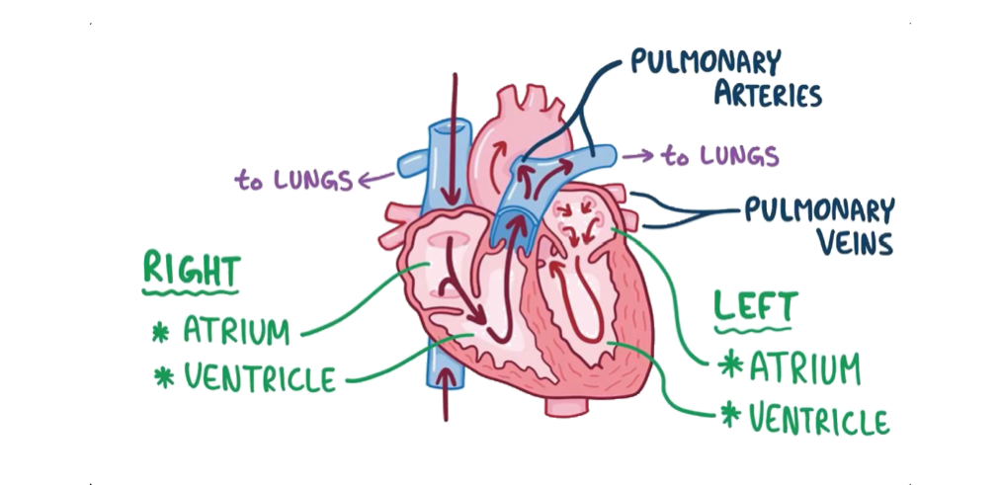 PULMONARY
ARTERIES
to LUNGS
to LUNGS
PULMONARY
VEINS
RIGHT
* ATRIUM
* VENTRICLE
LEFT
* ATRIUM
* VENTRICLE